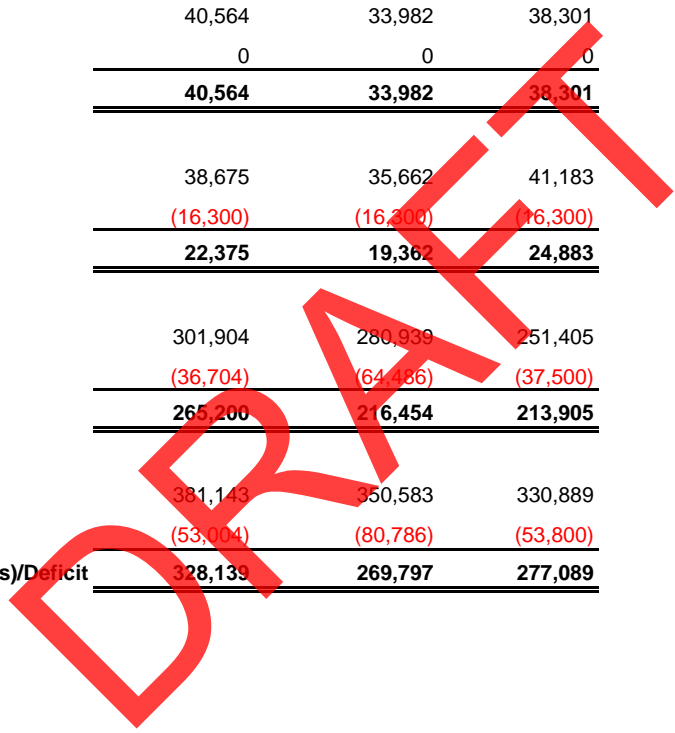 40,564 33,982 38,301
0 0 0
40,564 33,982 38,301
38,675 35,662 41,183
(16,300) (16,300) (16,300)
22,375 19,362 24,883
301,904 280,939 251,405
(36,704) (64,486) (37,500)
265,200 216,454 213,905
381,143 350,583 330,889
(53,004) (80,786) (53,800)
s)/Deficit 328,139 269,797 277,089
DRAFT